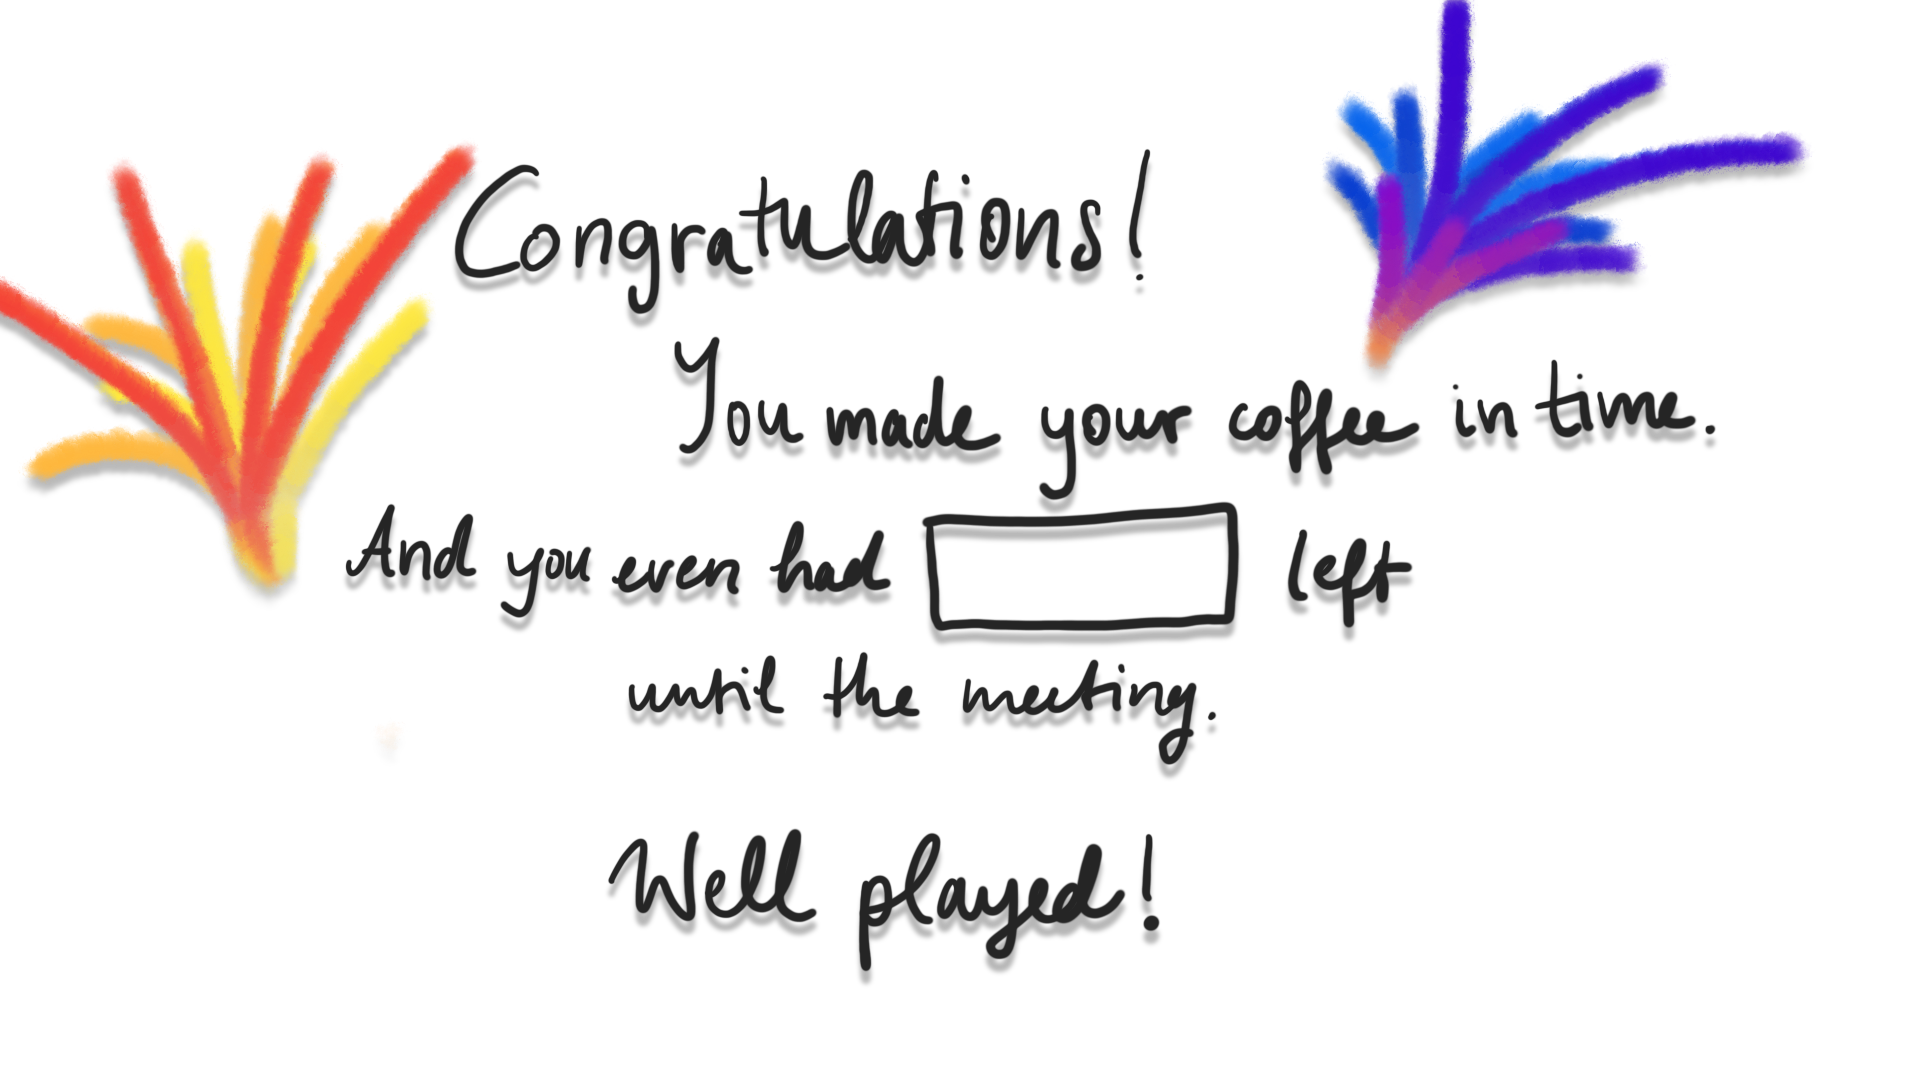 Congratulations!
You made your coffee in time.
And you even had left
until the meeting.
Well played!